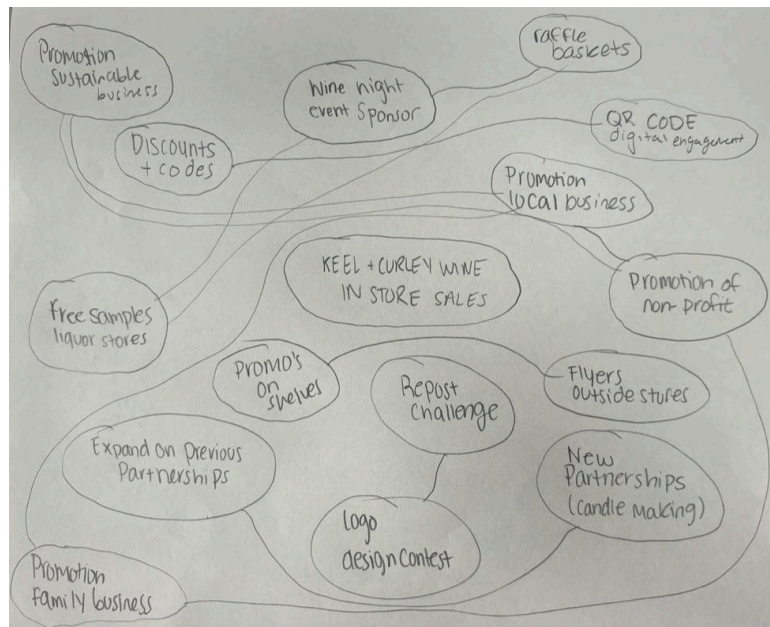 Promotion
sustainable
business
Wine night
event sponsor
raffle
baskets
Discounts
+ codes
QR CODE
digital engagement
Promotion
local business
KEEL + CURLEY WINE
IN STORE SALES
Promotion of
non-profit
free samples
liquor stores
PROMO'S
on
shelves
Repost
challenge
Flyers
outside stores
Expand on previous
Partnerships
New
Partnerships
(candle making)
logo
design contest
Promotion
family business